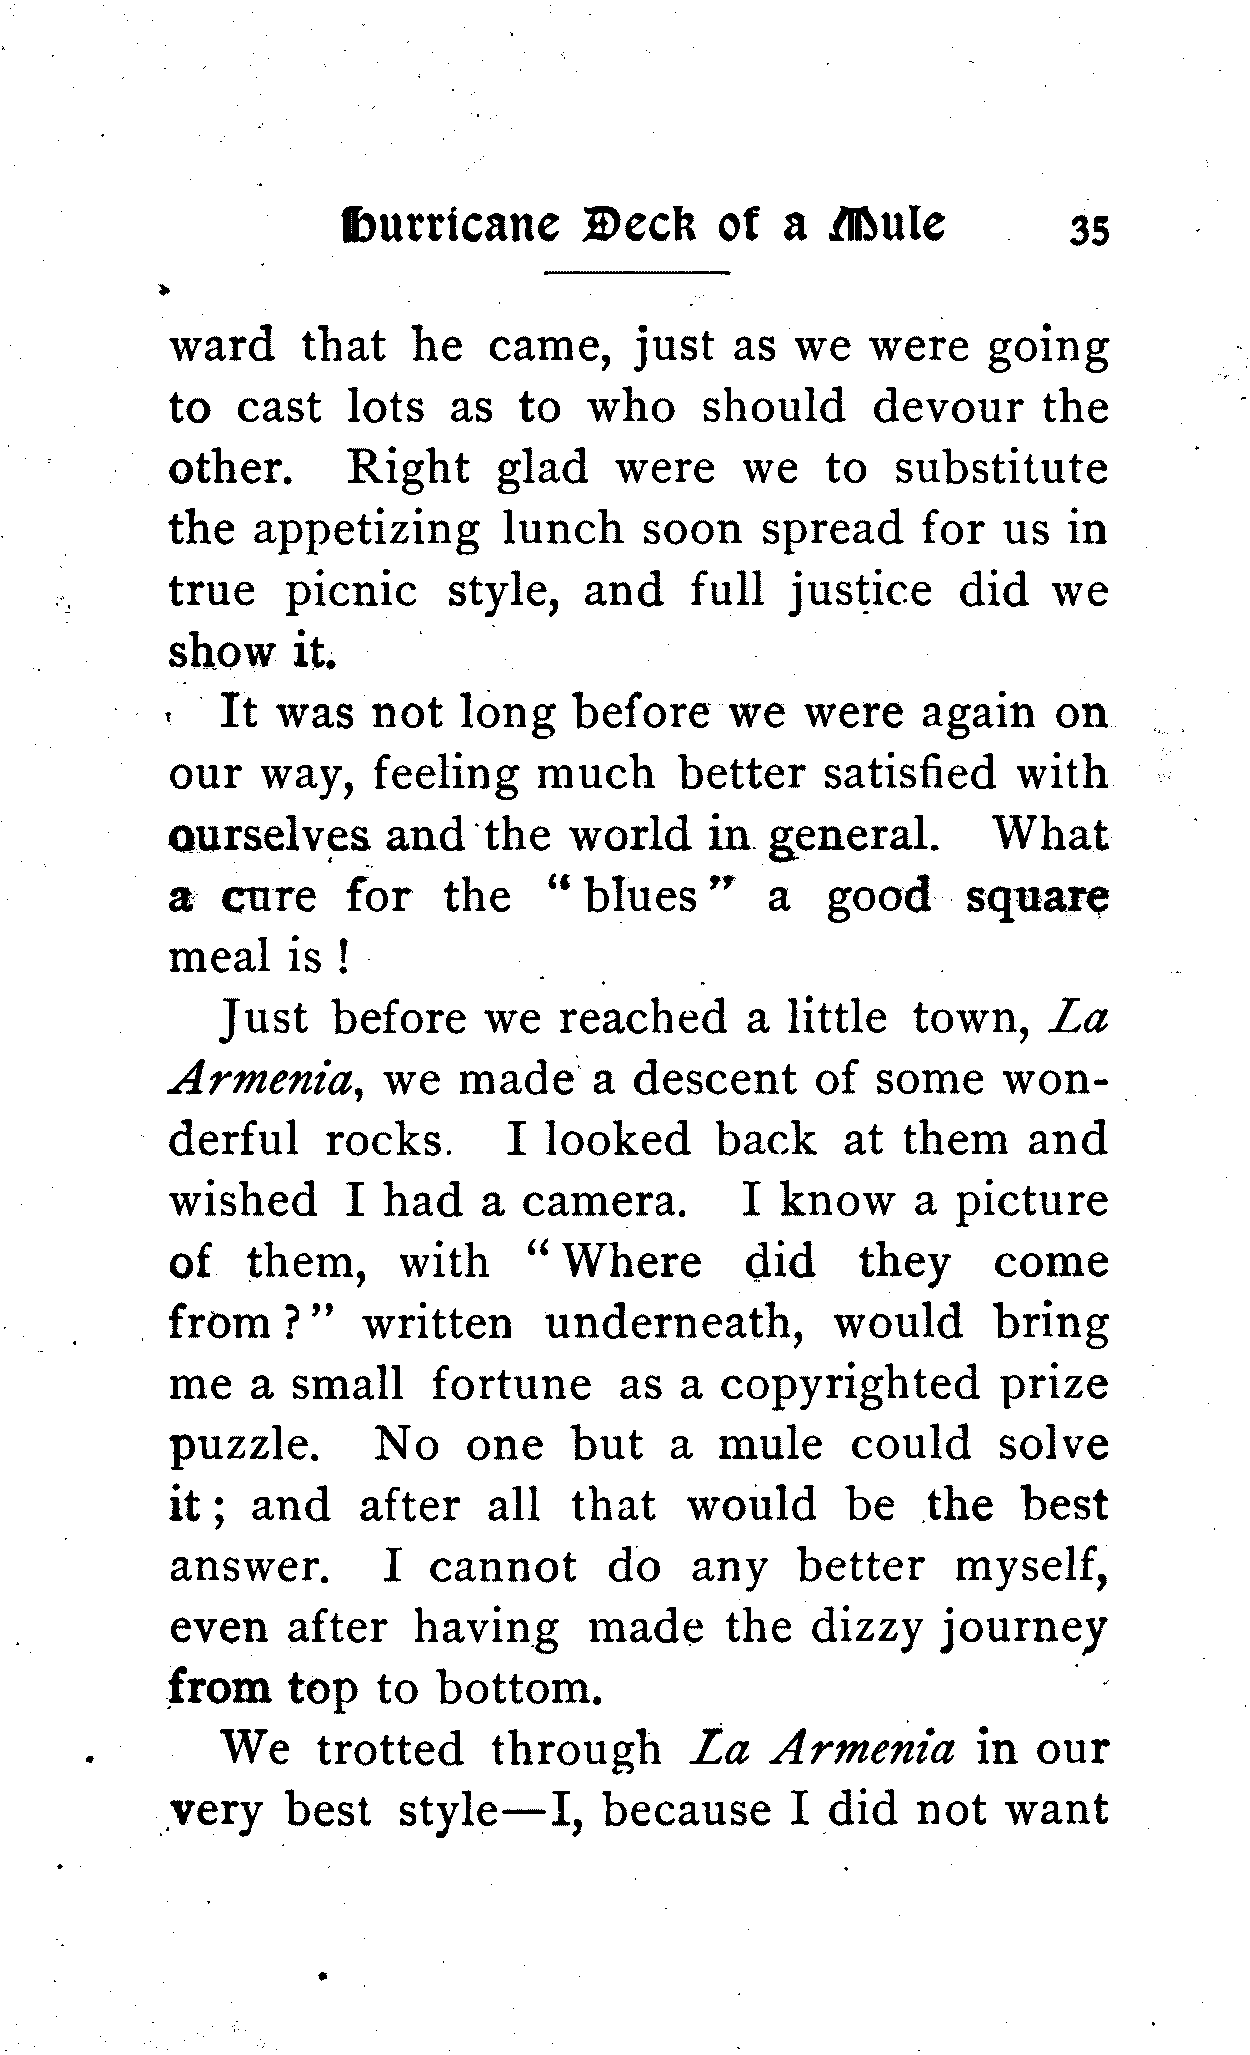 Hurricane Deck of a Mule 35
ward that he came, just as we were going
to cast lots as to who should devour the
other. Right glad were we to substitute
the appetizing lunch soon spread for us in
true picnic style, and full justice did we
show it.
It was not long before we were again on
our way, feeling much better satisfied with
ourselves and the world in general. What
a cure for the “ blues ” a good square
meal is !
Just before we reached a little town, La
Armenia, we made a descent of some won-
derful rocks. I looked back at them and
wished I had a camera. I know a picture
of them, with “ Where did they come
from ? ” written underneath, would bring
me a small fortune as a copyrighted prize
puzzle. No one but a mule could solve
it ; and after all that would be the best
answer. I cannot do any better myself,
even after having made the dizzy journey
from top to bottom.
We trotted through La Armenia in our
very best style—I, because I did not want